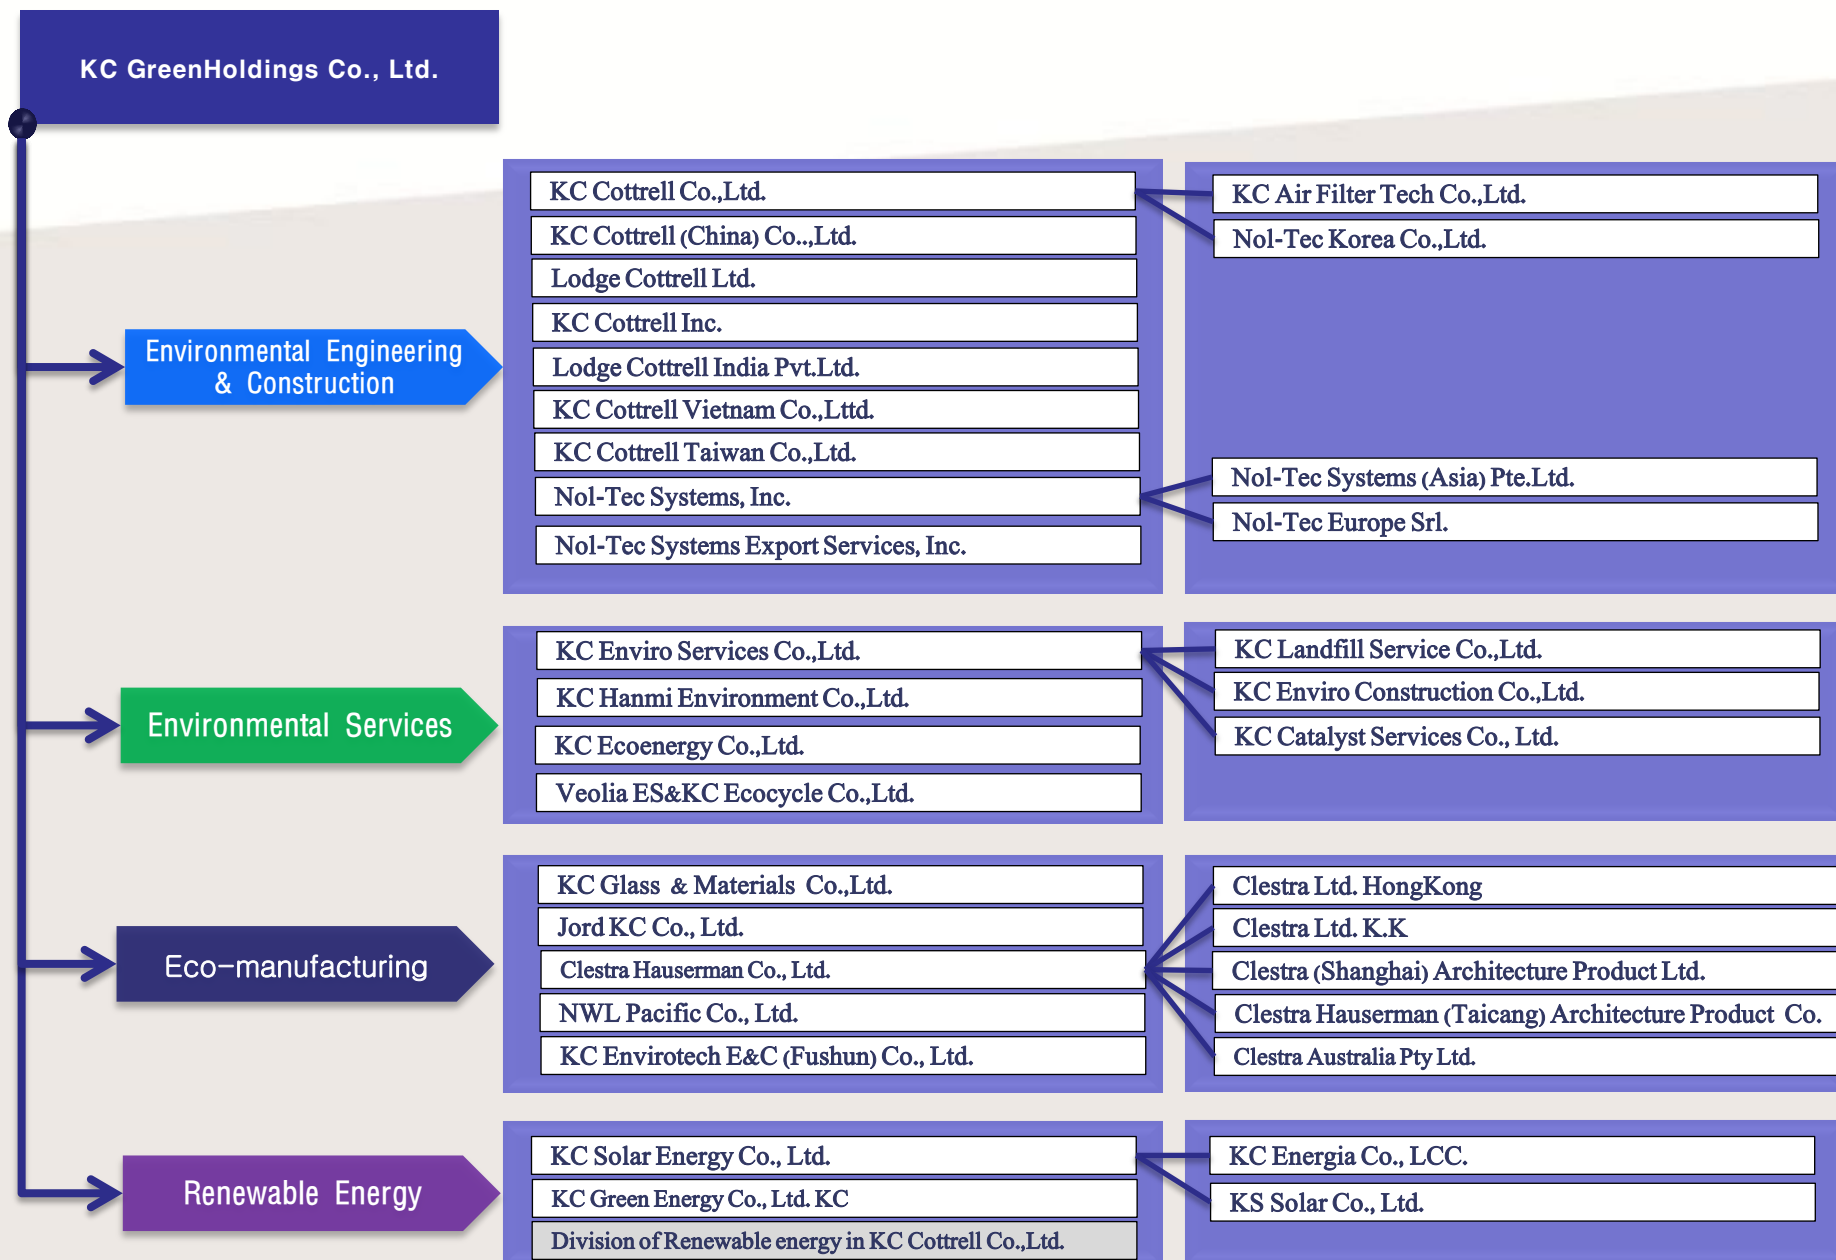 KC GreenHoldings Co., Ltd.
Environmental Engineering
& Construction
KC Cottrell Co.,Ltd.
KC Cottrell (China) Co..,Ltd.
Lodge Cottrell Ltd.
KC Cottrell Inc.
Lodge Cottrell India Pvt.Ltd.
KC Cottrell Vietnam Co.,Lttd.
KC Cottrell Taiwan Co.,Ltd.
Nol-Tec Systems, Inc.
Nol-Tec Systems Export Services, Inc.
KC Air Filter Tech Co.,Ltd.
Nol-Tec Korea Co.,Ltd.
Nol-Tec Systems (Asia) Pte.Ltd.
Nol-Tec Europe Srl.
Environmental Services
KC Enviro Services Co.,Ltd.
KC Hanmi Environment Co.,Ltd.
KC Ecoenergy Co.,Ltd.
Veolia ES&KC Ecocycle Co.,Ltd.
KC Landfill Service Co.,Ltd.
KC Enviro Construction Co.,Ltd.
KC Catalyst Services Co., Ltd.
Eco-manufacturing
KC Glass & Materials Co.,Ltd.
Jord KC Co., Ltd.
Clestra Hauserman Co., Ltd.
NWL Pacific Co., Ltd.
KC Envirotech E&C (Fushun) Co., Ltd.
Clestra Ltd. HongKong
Clestra Ltd. K.K
Clestra (Shanghai) Architecture Product Ltd.
Clestra Hauserman (Taicang) Architecture Product Co.
Clestra Australia Pty Ltd.
Renewable Energy
KC Solar Energy Co., Ltd.
KC Green Energy Co., Ltd. KC
Division of Renewable energy in KC Cottrell Co.,Ltd.
KC Energia Co., LCC.
KS Solar Co., Ltd.